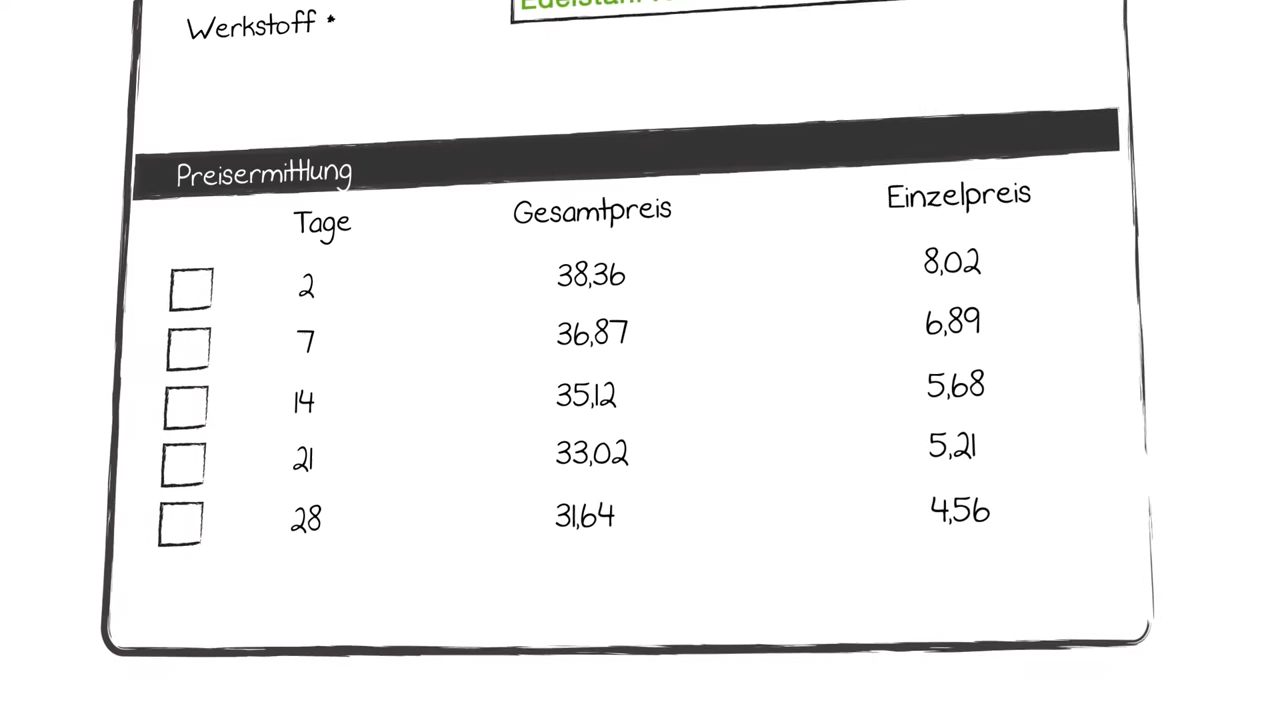 Werkstoff *
Preisermittlung
Tage Gesamtpreis Einzelpreis
2 38,36 8,02
7 36,87 6,89
14 35,12 5,68
21 33,02 5,21
28 31,64 4,56